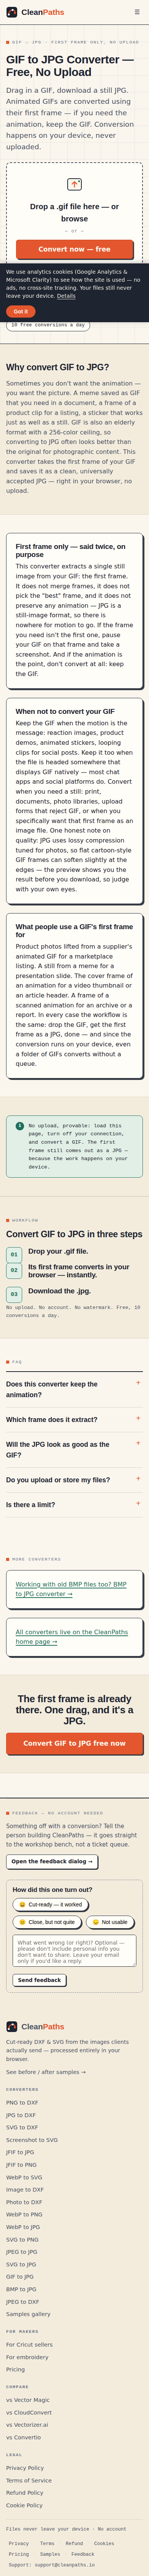 CleanPaths
GIF → JPG · FIRST FRAME ONLY, NO UPLOAD
GIF to JPG Converter —
Free, No Upload
Drag in a GIF, download a still JPG.
Animated GIFs are converted using
their first frame — if you need the
animation, keep the GIF. Conversion
happens on your device, never
uploaded.
Drop a .gif file here — or
browse
— or —
Convert now — free
We use analytics cookies (Google Analytics &
Microsoft Clarity) to see how the site is used — no
ads, no cross-site tracking. Your files still never
leave your device. Details
Got it
10 free conversions a day
Why convert GIF to JPG?
Sometimes you don't want the animation —
you want the picture. If all you need is what
that GIF looks like in a document, a frame of a
product clip for a listing, a sticker that works
just as well as a still. GIF is also an elderly
format with a 256-color ceiling, so
converting to JPG often looks better than
the original for photographic content. This
converter takes the first frame of your GIF
and saves it as a clean, universally
accepted JPG — right in your browser, no
upload.
First frame only — said twice, on
purpose
This converter extracts a single still
image from your GIF: the first frame.
It does not merge frames, it does not
pick the "best" frame, and it does not
preserve any animation — JPG is a
still-image format, so there is
nowhere for motion to go. If the frame
you need isn't the first one, pause
your GIF on that frame and take a
screenshot. And if the animation is
the point, don't convert at all: keep
the GIF.
When not to convert your GIF
Keep the GIF when the motion is the
message: reaction images, product
demos, animated stickers, looping
clips for social posts. Keep it too when
the file is headed somewhere that
displays GIF natively — most chat
apps and social platforms do. Convert
when you need a still: print,
documents, photo libraries, upload
forms that reject GIF, or when you
specifically want that first frame as an
image file. One honest note on
quality: JPG uses lossy compression
tuned for photos, so flat cartoon-style
GIF frames can soften slightly at the
edges — the preview shows you the
result before you download, so judge
with your own eyes.
What people use a GIF's first frame
for
Product photos lifted from a supplier's
animated GIF for a marketplace
listing. A still from a meme for a
presentation slide. The cover frame of
an animation for a video thumbnail or
article header. A frame of a
scanned animation for an archive or a
report. In every case the workflow is
the same: drop the GIF, get the first
frame as a JPG, done — and since the
conversion runs on your device, even
a folder of GIFs converts without a
queue.
No upload, provable: load this
page, turn off your connection,
and convert a GIF. The first
frame still comes out as a JPG —
because the work happens on your
device.
WORKFLOW
Convert GIF to JPG in three steps
01
Drop your .gif file.
02
Its first frame converts in your
browser — instantly.
03
Download the .jpg.
No upload. No account. No watermark. Free, 10
conversions a day.
FAQ
Does this converter keep the
animation?
+
Which frame does it extract?
+
Will the JPG look as good as the
GIF?
+
Do you upload or store my files?
+
Is there a limit?
+
MORE CONVERTERS
Working with old BMP files too? BMP
to JPG converter →
All converters live on the CleanPaths
home page →
The first frame is already
there. One drag, and it's a
JPG.
Convert GIF to JPG free now
FEEDBACK — NO ACCOUNT NEEDED
Something off with a conversion? Tell the
person building CleanPaths — it goes straight
to the workshop bench, not a ticket queue.
Open the feedback dialog →
How did this one turn out?
Cut-ready — it worked
Close, but not quite
Not usable
What went wrong (or right)? Optional —
please don't include personal info you
don't want to share. Leave your email
only if you'd like a reply.
Send feedback
CleanPaths
Cut-ready DXF & SVG from the images clients
actually send — processed entirely in your
browser.
See before / after samples →
CONVERTERS
PNG to DXF
JPG to DXF
SVG to DXF
Screenshot to SVG
JFIF to JPG
JFIF to PNG
WebP to SVG
Image to DXF
Photo to DXF
WebP to PNG
WebP to JPG
SVG to PNG
JPEG to JPG
SVG to JPG
GIF to JPG
BMP to JPG
JPEG to DXF
Samples gallery
FOR MAKERS
For Cricut sellers
For embroidery
Pricing
COMPARE
vs Vector Magic
vs CloudConvert
vs Vectorizer.ai
vs Convertio
LEGAL
Privacy Policy
Terms of Service
Refund Policy
Cookie Policy
Files never leave your device · No account
Privacy Terms Refund Cookies
Pricing Samples Feedback
Support: support@cleanpaths.io